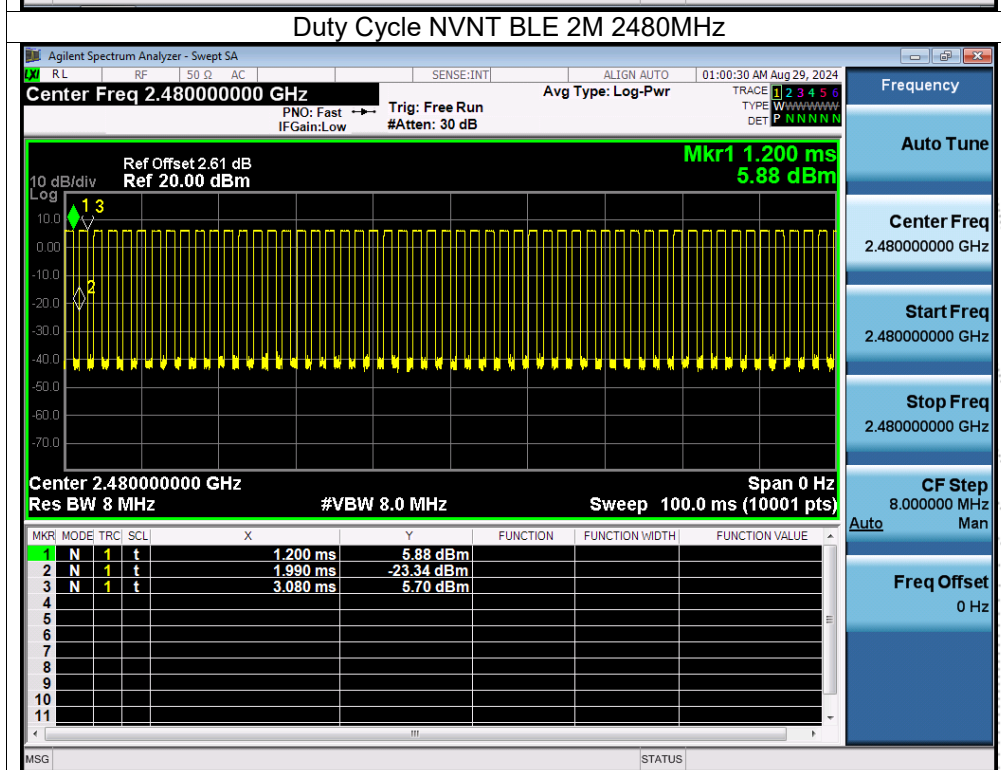 Duty Cycle NVNT BLE 2M 2480MHz
Agilent Spectrum Analyzer - Swept SA
LXI RL RF 50 Ω AC SENSE:INT ALIGN AUTO 01:00:30 AM Aug 29, 2024
Center Freq 2.480000000 GHz Avg Type: Log-Pwr TRACE 1 2 3 4 5 6
PNO: Fast Trig: Free Run TYPE WWWWWWW
IFGain:Low #Atten: 30 dB DET P N N N N N
Frequency
Auto Tune
Center Freq
2.480000000 GHz
Start Freq
2.480000000 GHz
Stop Freq
2.480000000 GHz
CF Step
8.000000 MHz
Auto Man
Freq Offset
0 Hz
Mkr1 1.200 ms
5.88 dBm
Ref Offset 2.61 dB
10 dB/div Ref 20.00 dBm
Log
1 3
10.0
0.00
-10.0
2
-20.0
-30.0
-40.0
-50.0
-60.0
-70.0
Center 2.480000000 GHz Span 0 Hz
Res BW 8 MHz #VBW 8.0 MHz Sweep 100.0 ms (10001 pts)
MKR MODE TRC SCL X Y FUNCTION FUNCTION WIDTH FUNCTION VALUE
1 N 1 t 1.200 ms 5.88 dBm
2 N 1 t 1.990 ms -23.34 dBm
3 N 1 t 3.080 ms 5.70 dBm
4
5
6
7
8
9
10
11
MSG STATUS